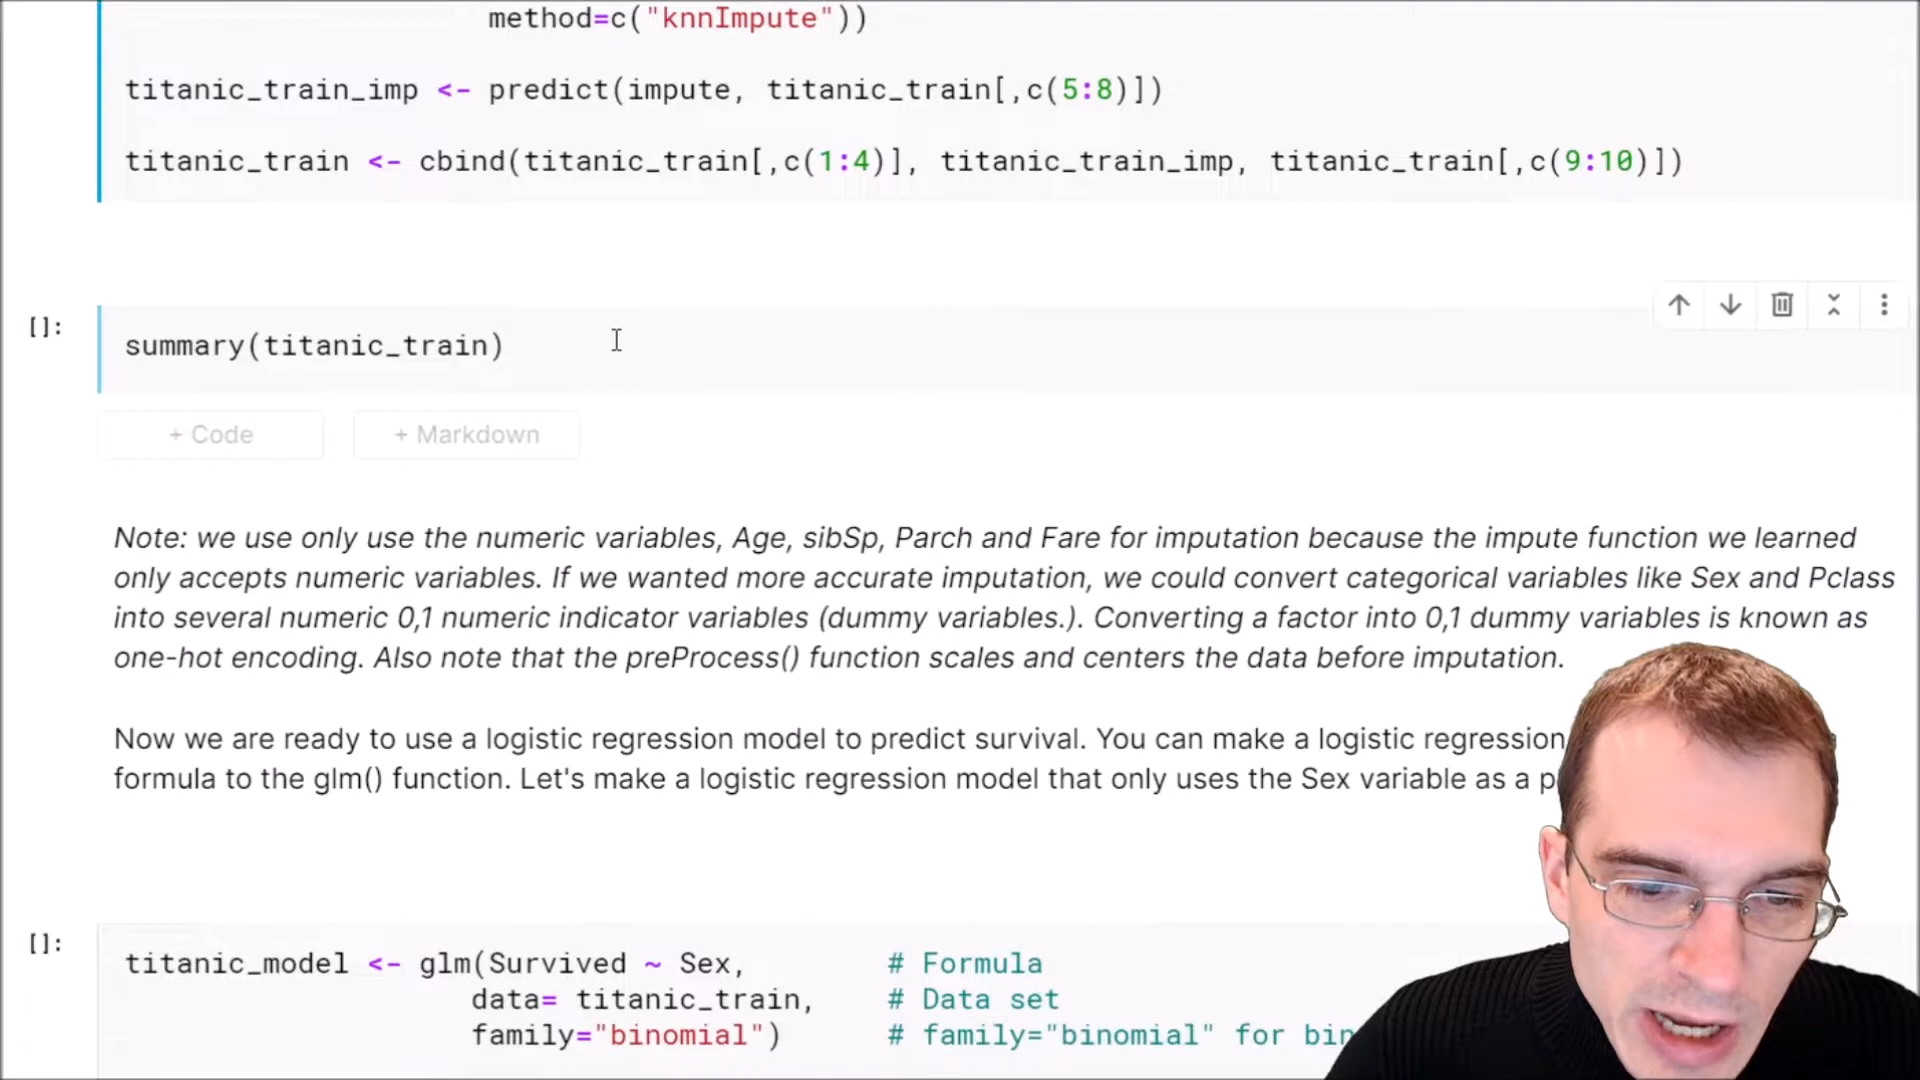 method=c("knnImpute"))
titanic_train_imp <- predict(impute, titanic_train[,c(5:8)])
titanic_train <- cbind(titanic_train[,c(1:4)], titanic_train_imp, titanic_train[,c(9:10)])
[]:
summary(titanic_train)
+ Code + Markdown
Note: we use only use the numeric variables, Age, sibSp, Parch and Fare for imputation because the impute function we learned
only accepts numeric variables. If we wanted more accurate imputation, we could convert categorical variables like Sex and Pclass
into several numeric 0,1 numeric indicator variables (dummy variables.). Converting a factor into 0,1 dummy variables is known as
one-hot encoding. Also note that the preProcess() function scales and centers the data before imputation.
Now we are ready to use a logistic regression model to predict survival. You can make a logistic regression
formula to the glm() function. Let's make a logistic regression model that only uses the Sex variable as a
[]:
titanic_model <- glm(Survived ~ Sex, # Formula
data= titanic_train, # Data set
family="binomial") # family="binomial" for